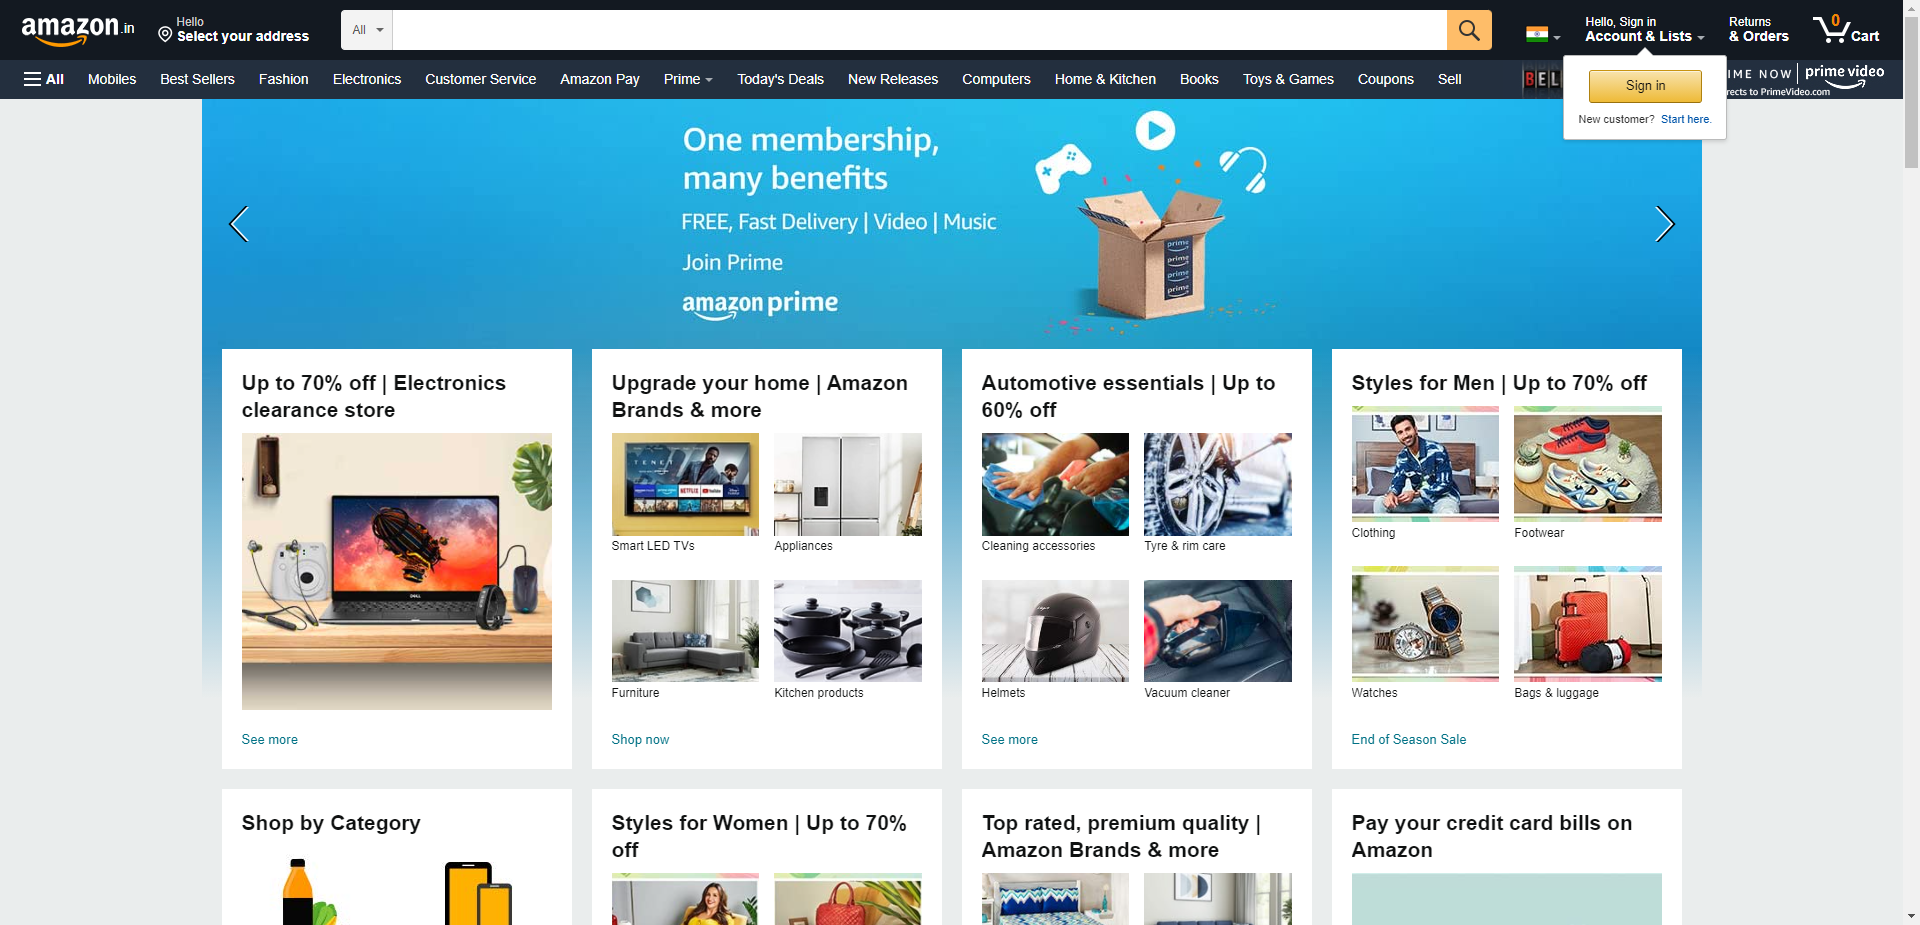 amazon.in
Hello
Select your address
All
Hello, Sign in
Account & Lists
Returns
& Orders
0
Cart
All
Mobiles
Best Sellers
Fashion
Electronics
Customer Service
Amazon Pay
Prime
Today's Deals
New Releases
Computers
Home & Kitchen
Books
Toys & Games
Coupons
Sell
prime video
PrimeVideo.com
Sign in
New customer? Start here.
One membership,
many benefits
FREE, Fast Delivery | Video | Music
Join Prime
amazon prime
prime
prime
prime
prime
Up to 70% off | Electronics
clearance store
DELL
See more
Upgrade your home | Amazon
Brands & more
TENET
NETFLIX
YouTube
Smart LED TVs
Appliances
Furniture
Kitchen products
Shop now
Automotive essentials | Up to
60% off
Cleaning accessories
Tyre & rim care
Helmets
Vacuum cleaner
See more
Styles for Men | Up to 70% off
Clothing
Footwear
Watches
Bags & luggage
End of Season Sale
Shop by Category
Styles for Women | Up to 70%
off
Top rated, premium quality |
Amazon Brands & more
Pay your credit card bills on
Amazon